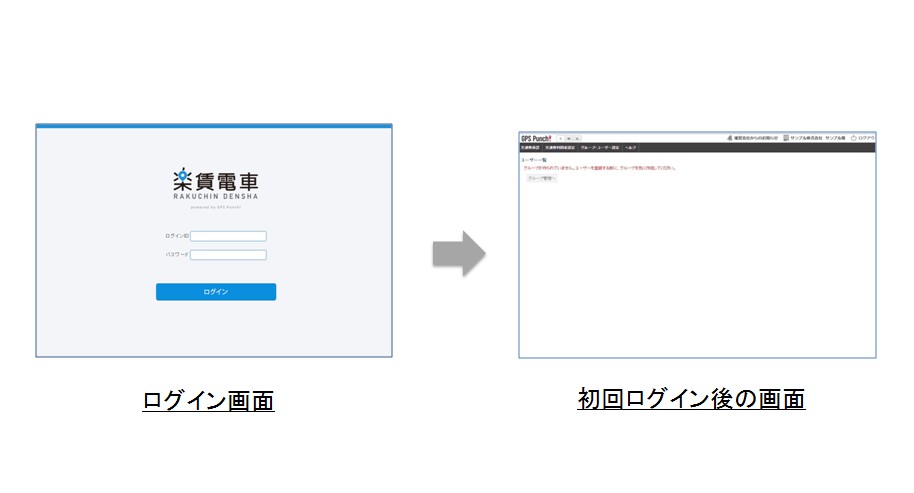 楽賃電車
RAKUCHIN DENSHA
powered by GPS Punch!
ログインID
パスワード
ログイン
ログイン画面
GPS Punch!
運営会社からのお知らせ サンプル株式会社 サンプル様 ログアウト
交通費承認 交通費利用者設定 グループ・ユーザー設定 ヘルプ
ユーザー一覧
グループが作られていません。ユーザーを登録する前に、グループを先に作成してください。
グループ管理へ
初回ログイン後の画面